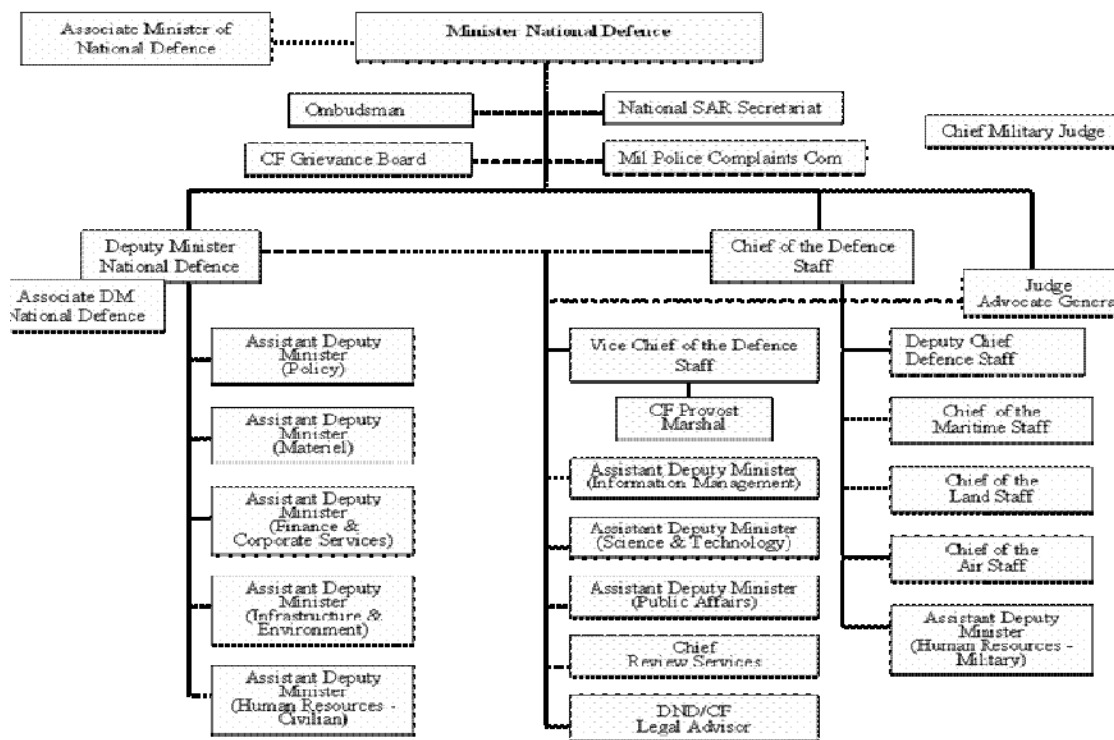 Associate Minister of
National Defence
Minister National Defence
Ombudsman
National SAR Secretariat
Chief Military Judge
CF Grievance Board
Mil Police Complaints Com
Deputy Minister
National Defence
Chief of the Defence
Staff
Associate DM
National Defence
Judge
Advocate Genera
Assistant Deputy
Minister
(Policy)
Vice Chief of the Defence
Staff
Deputy Chief
Defence Staff
CF Provost
Marshal
Chief of the
Maritime Staff
Assistant Deputy
Minister
(Materiel)
Assistant Deputy Minister
(Information Management)
Chief of the
Land Staff
Assistant Deputy
Minister
(Finance &
Corporate Services)
Assistant Deputy Minister
(Science & Technology)
Chief of the
Air Staff
Assistant Deputy
Minister
(Infrastructure &
Environment)
Assistant Deputy Minister
(Public Affairs)
Assistant Deputy
Minister
(Human Resources -
Military)
Chief
Review Services
Assistant Deputy
Minister
(Human Resources -
Civilian)
DND/CF
Legal Advisor